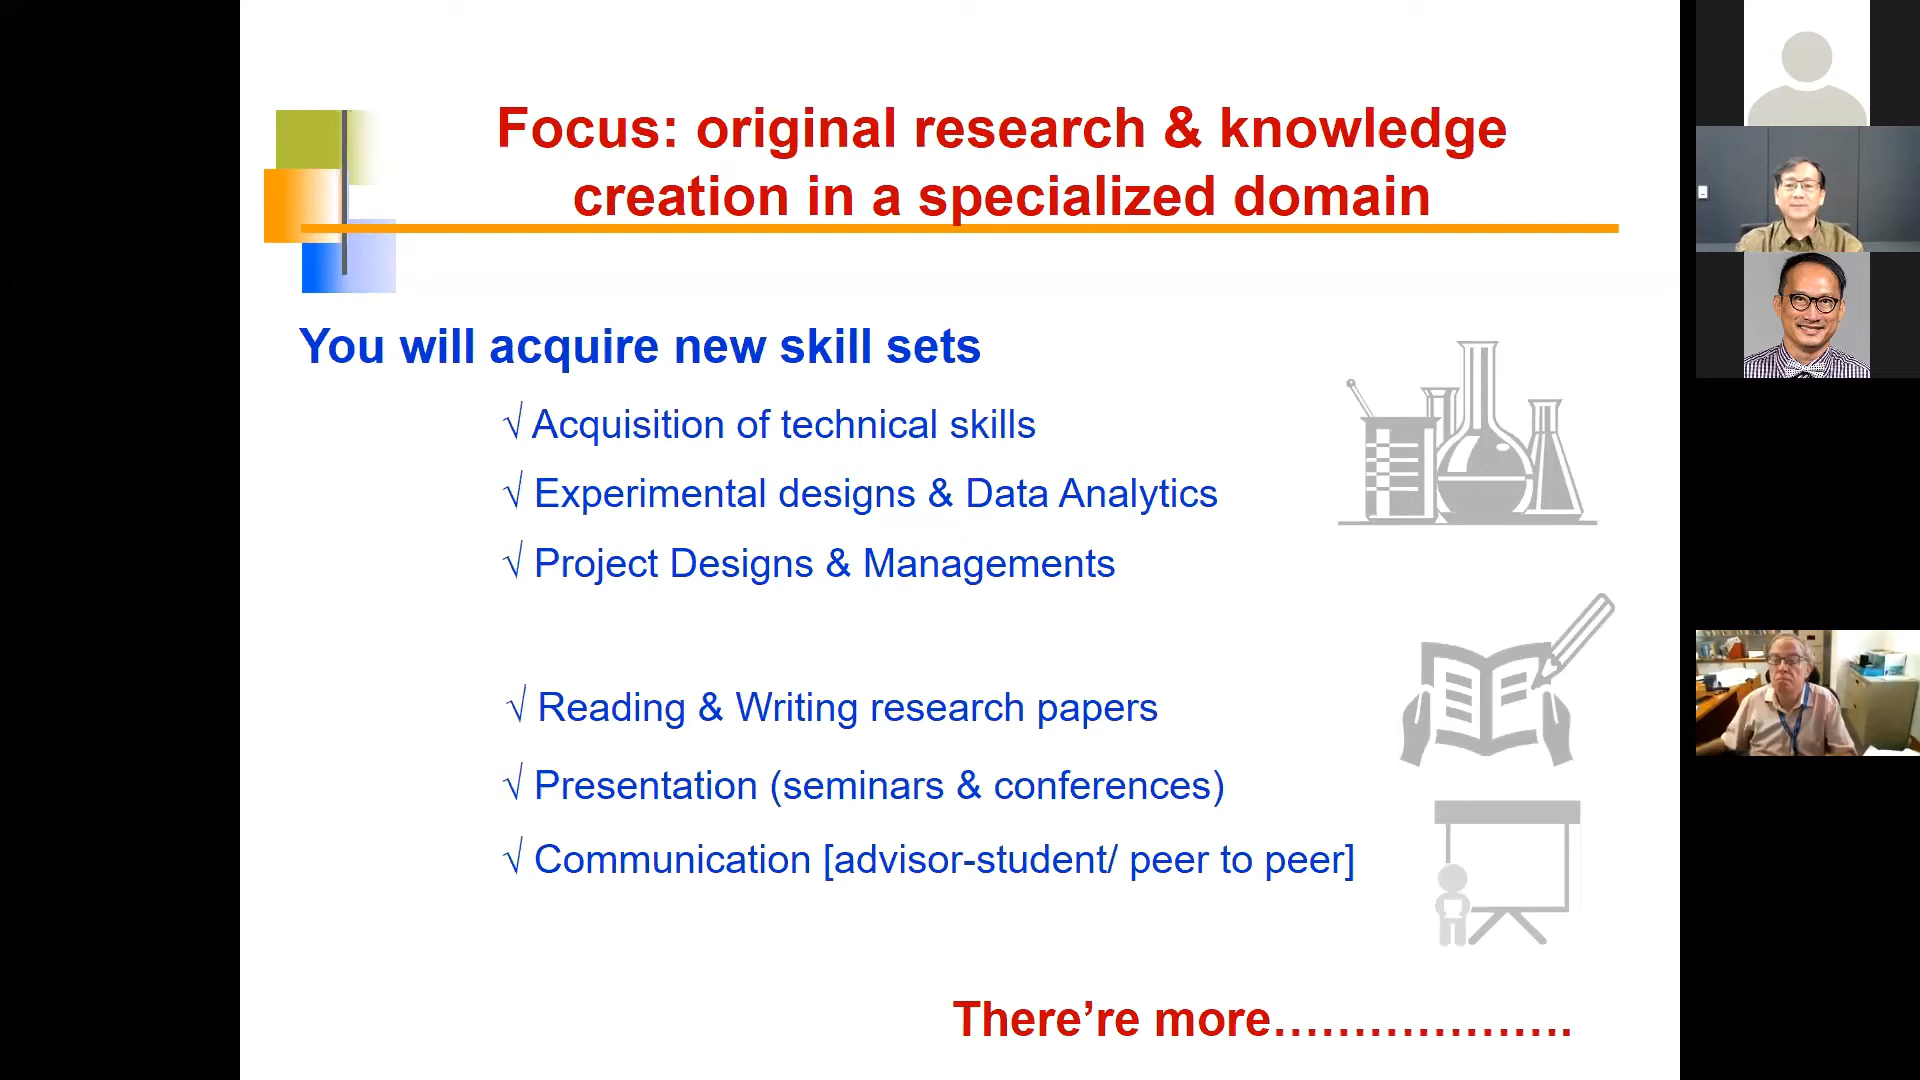 Focus: original research & knowledge
creation in a specialized domain
You will acquire new skill sets
√ Acquisition of technical skills
√ Experimental designs & Data Analytics
√ Project Designs & Managements
√ Reading & Writing research papers
√ Presentation (seminars & conferences)
√ Communication [advisor-student/ peer to peer]
There’re more...................